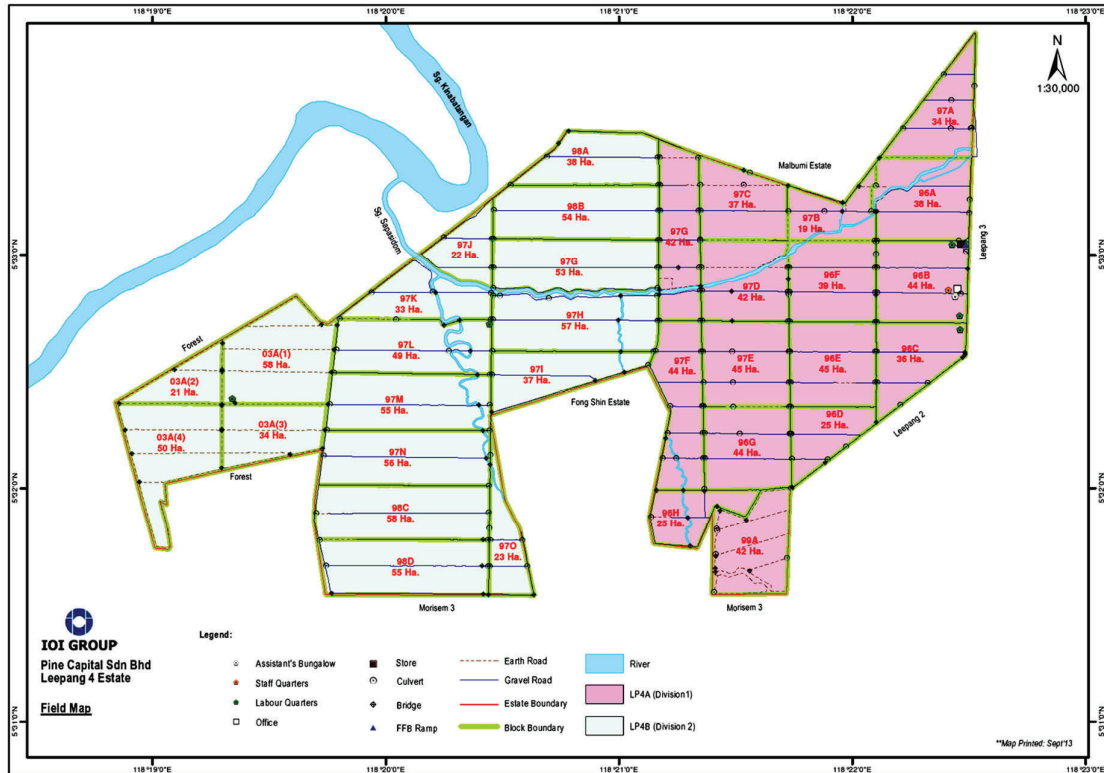 118°19'0"E
118°20'0"E
118°21'0"E
118°22'0"E
118°23'0"E
N
1:30,000
Sg. Kinabatangan
97A
34 Ha.
98A
38 Ha.
Malbumi Estate
97C
37 Ha.
96A
38 Ha.
98B
54 Ha.
97B
19 Ha.
Sg. Sapasidom
97J
22 Ha.
97G
42 Ha.
Leepang 3
5°33'0"N
5°33'0"N
97G
53 Ha.
97D
42 Ha.
96F
39 Ha.
96B
44 Ha.
97K
33 Ha.
97H
57 Ha.
Forest
03A(1)
58 Ha.
97L
49 Ha.
97I
37 Ha.
97F
44 Ha.
97E
45 Ha.
96E
45 Ha.
96C
36 Ha.
03A(2)
21 Ha.
97M
55 Ha.
Fong Shin Estate
96D
25 Ha.
Leepang 2
03A(4)
50 Ha.
03A(3)
34 Ha.
96G
44 Ha.
97N
56 Ha.
Forest
5°32'0"N
5°32'0"N
98C
58 Ha.
96H
25 Ha.
97O
23 Ha.
99A
42 Ha.
98D
55 Ha.
Morisem 3
Morisem 3
IOI GROUP
Pine Capital Sdn Bhd
Leepang 4 Estate
Field Map
Legend:
Assistant's Bungalow
Staff Quarters
Labour Quarters
Office
Store
Culvert
Bridge
FFB Ramp
Earth Road
Gravel Road
Estate Boundary
Block Boundary
River
LP4A (Division1)
LP4B (Division 2)
5°31'0"N
5°31'0"N
**Map Printed: Sept'13
118°19'0"E
118°20'0"E
118°21'0"E
118°22'0"E
118°23'0"E